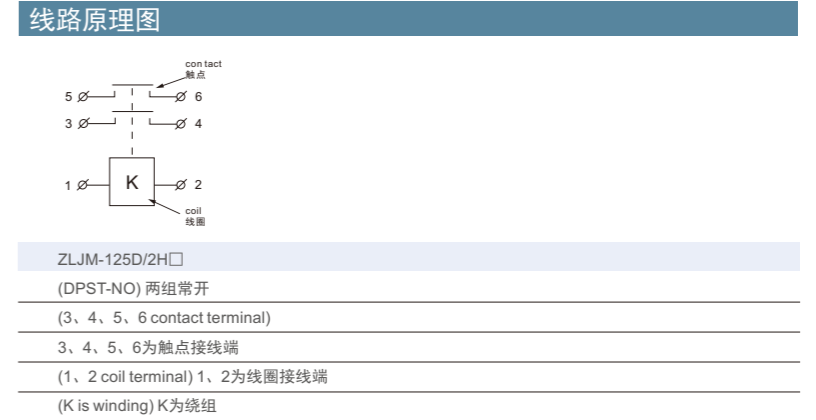 线路原理图
con tact
触点
5 6
3 4
1 K 2
coil
线圈
ZLJM-125D/2H□
(DPST-NO) 两组常开
(3、4、5、6 contact terminal)
3、4、5、6为触点接线端
(1、2 coil terminal) 1、2为线圈接线端
(K is winding) K为绕组